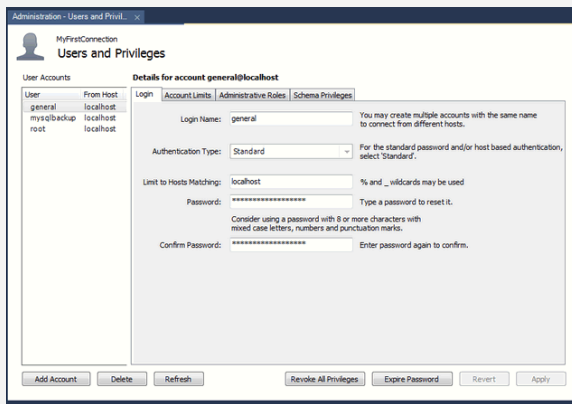 Administration - Users and Privil...
MyFirstConnection
Users and Privileges
User Accounts
Details for account general@localhost
User From Host
general localhost
mysqlbackup localhost
root localhost
Login Account Limits Administrative Roles Schema Privileges
Login Name: general
You may create multiple accounts with the same name
to connect from different hosts.
Authentication Type: Standard
For the standard password and/or host based authentication,
select 'Standard'.
Limit to Hosts Matching: localhost % and _ wildcards may be used
Password: ****************** Type a password to reset it.
Consider using a password with 8 or more characters with
mixed case letters, numbers and punctuation marks.
Confirm Password: ****************** Enter password again to confirm.
Add Account Delete Refresh Revoke All Privileges Expire Password Revert Apply